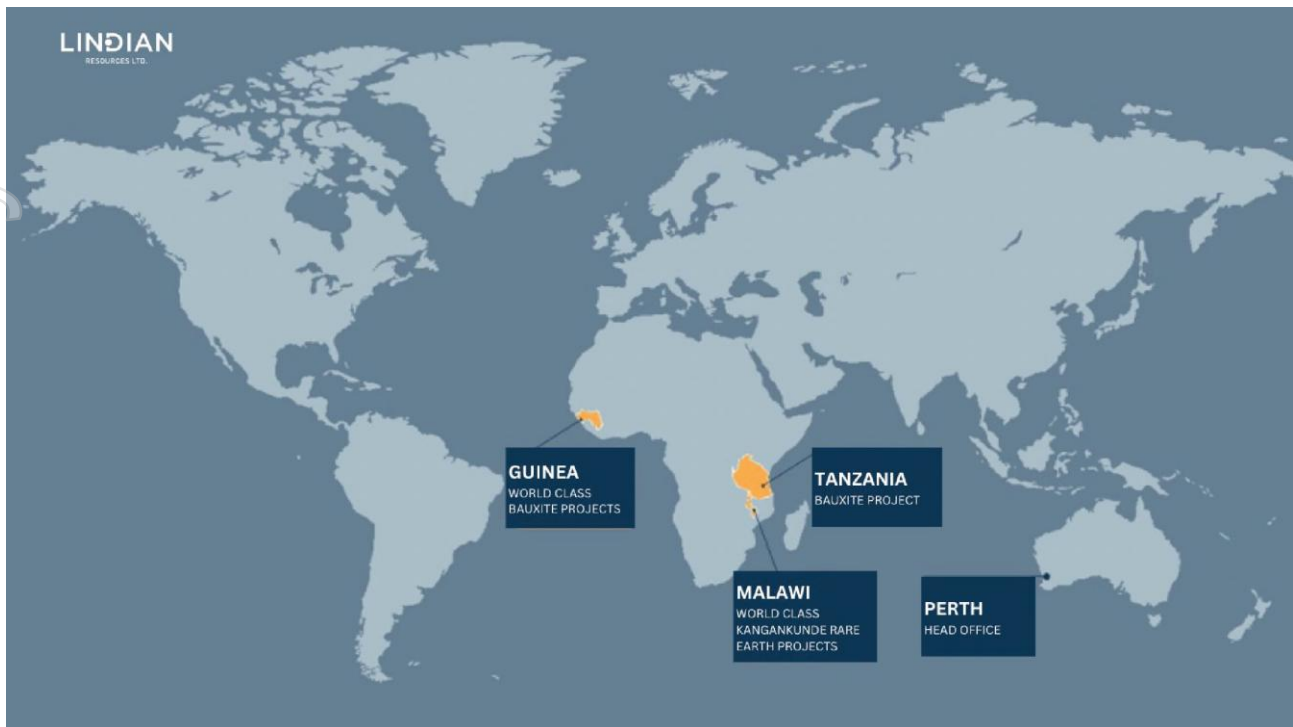 LINDIAN
RESOURCES LTD.
GUINEA
WORLD CLASS
BAUXITE PROJECTS
TANZANIA
BAUXITE PROJECT
MALAWI
WORLD CLASS
KANGANKUNDE RARE
EARTH PROJECTS
PERTH
HEAD OFFICE